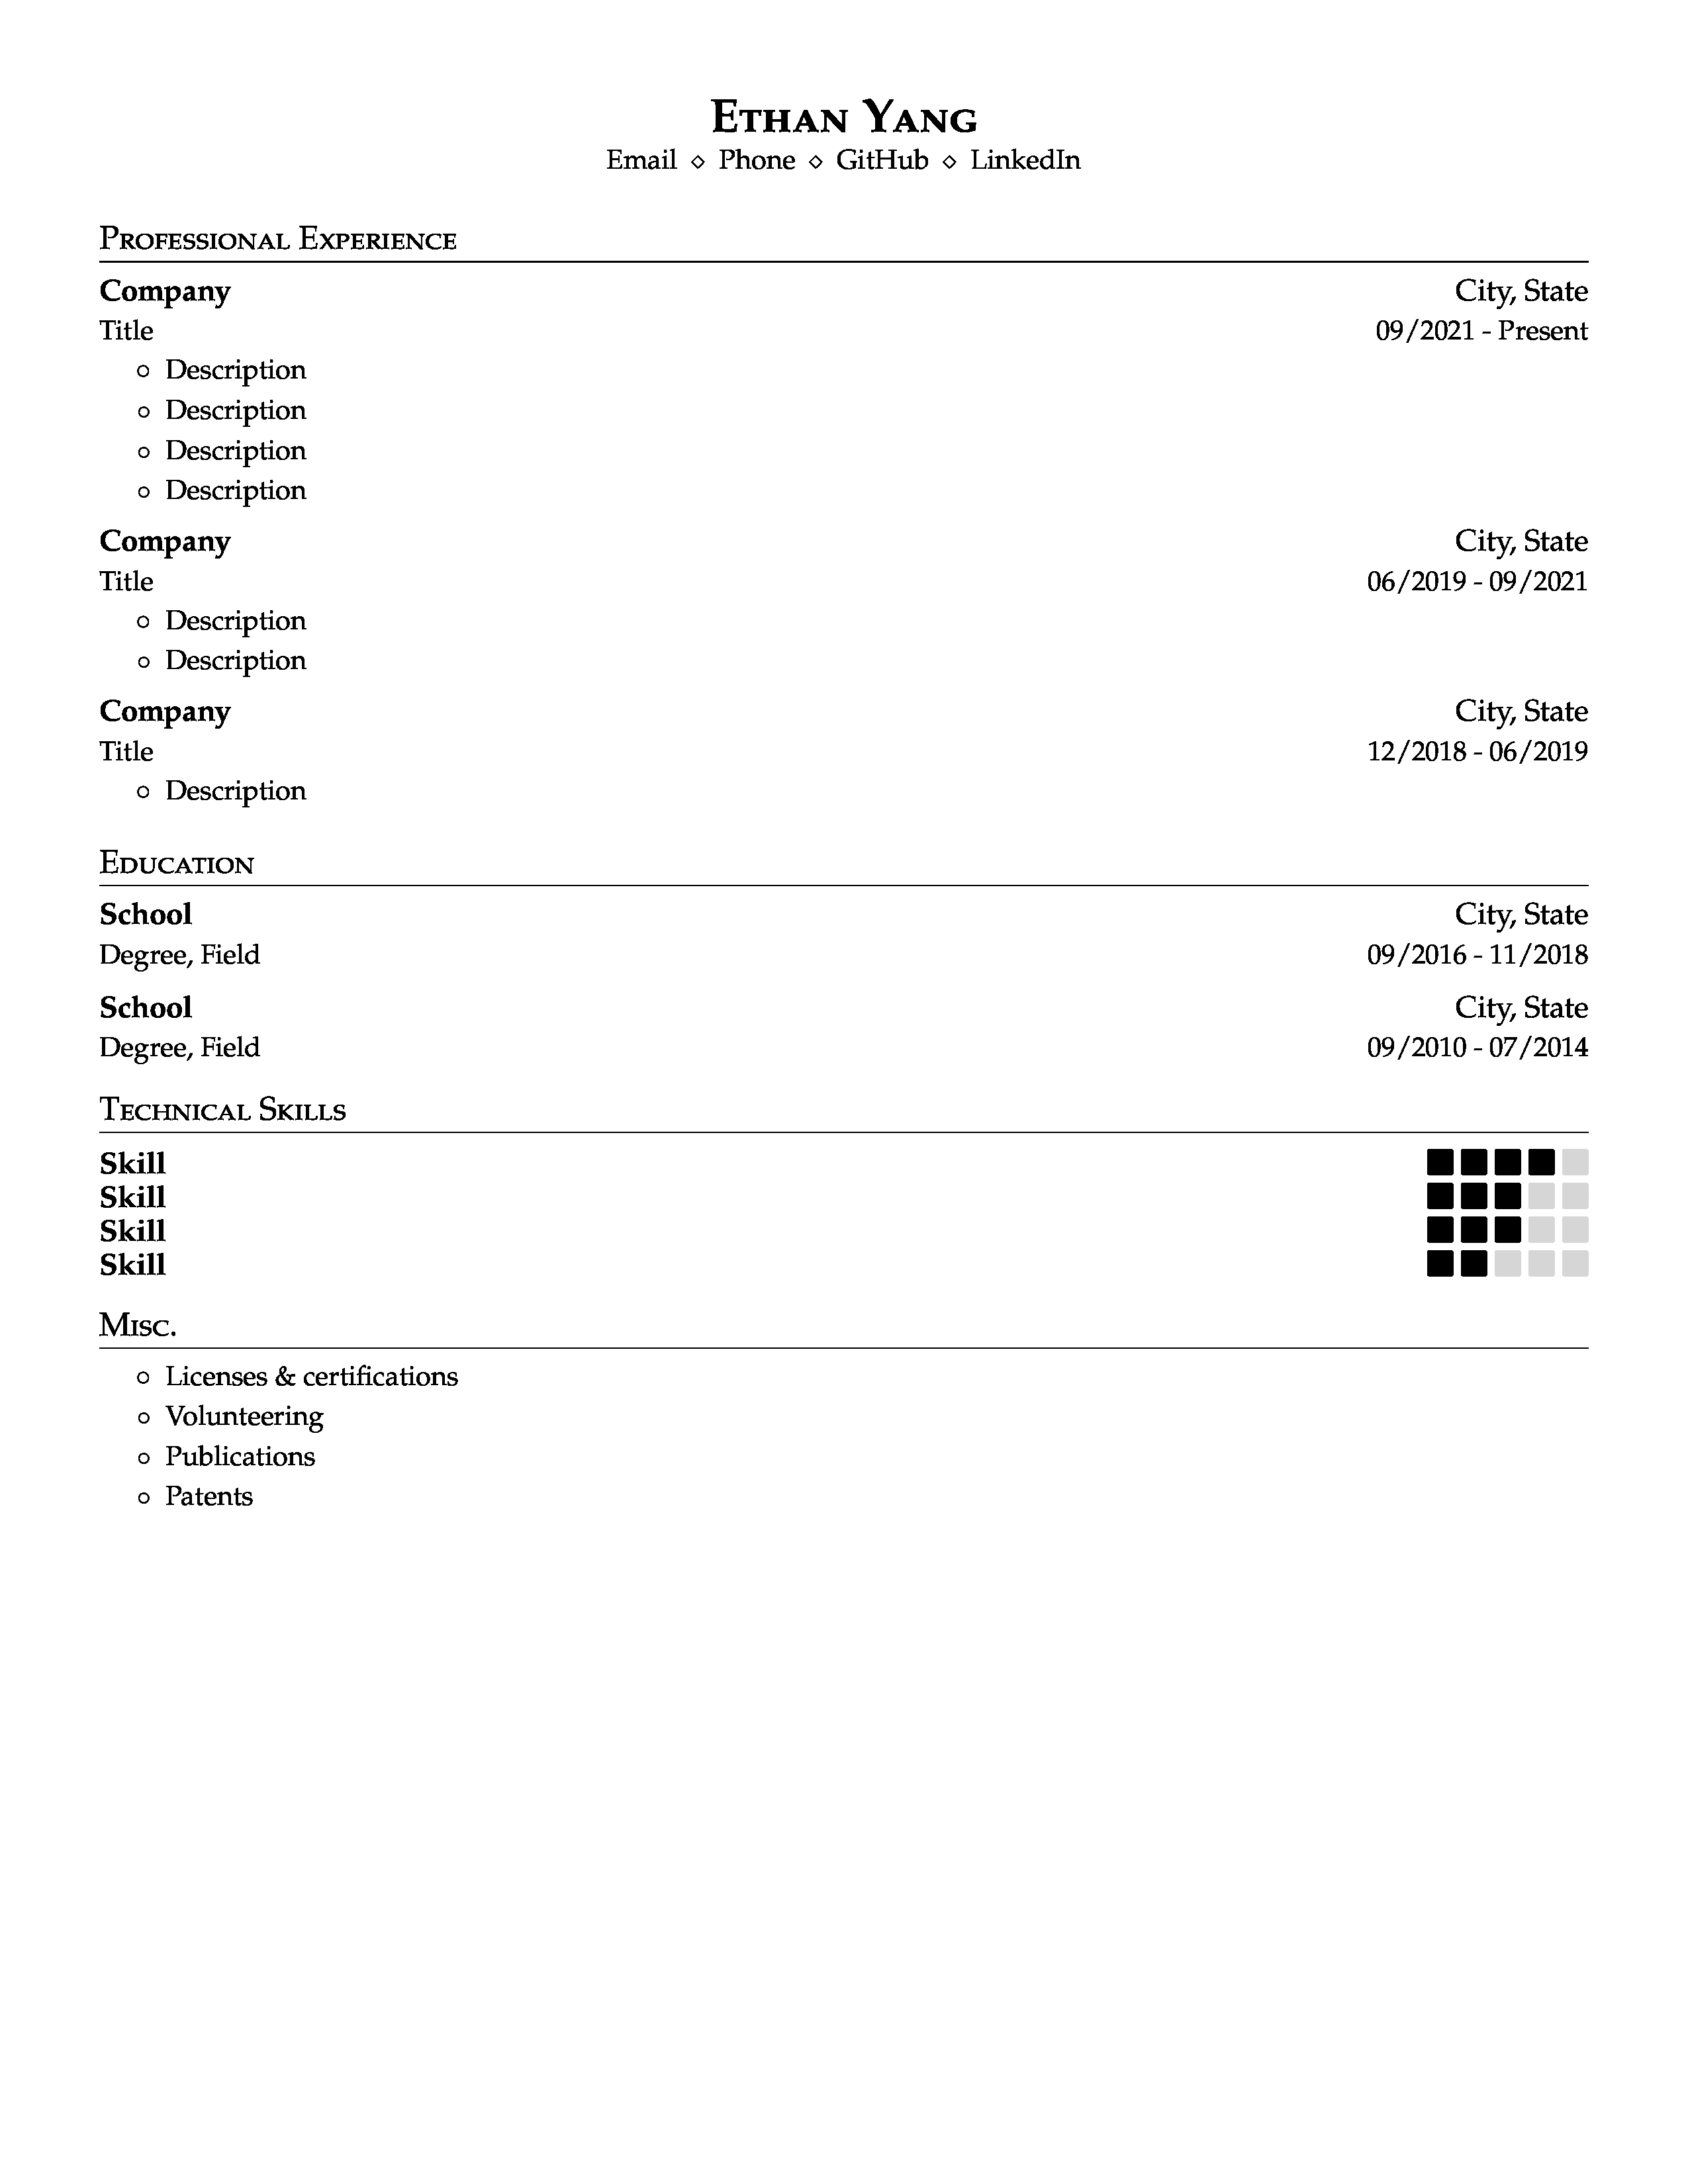 Ethan Yang
Email ⋄ Phone ⋄ GitHub ⋄ LinkedIn
Professional Experience
Company City, State
Title 09/2021 - Present
◦ Description
◦ Description
◦ Description
◦ Description
Company City, State
Title 06/2019 - 09/2021
◦ Description
◦ Description
Company City, State
Title 12/2018 - 06/2019
◦ Description
Education
School City, State
Degree, Field 09/2016 - 11/2018
School City, State
Degree, Field 09/2010 - 07/2014
Technical Skills
Skill
Skill
Skill
Skill
Misc.
◦ Licenses & certifications
◦ Volunteering
◦ Publications
◦ Patents